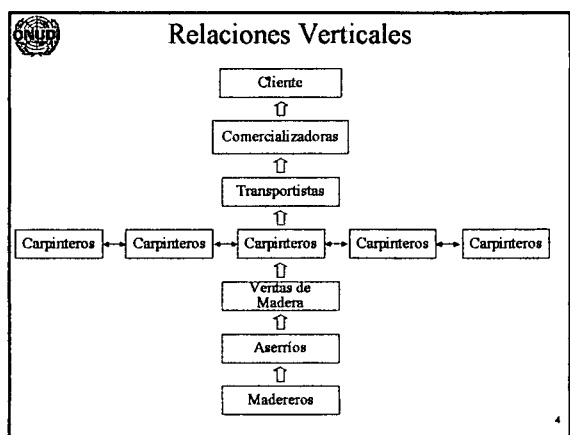 ONUDI
Relaciones Verticales
Cliente
Comercializadoras
Transportistas
Carpinteros Carpinteros Carpinteros Carpinteros Carpinteros
Ventas de
Madera
Aserríos
Madereros
4